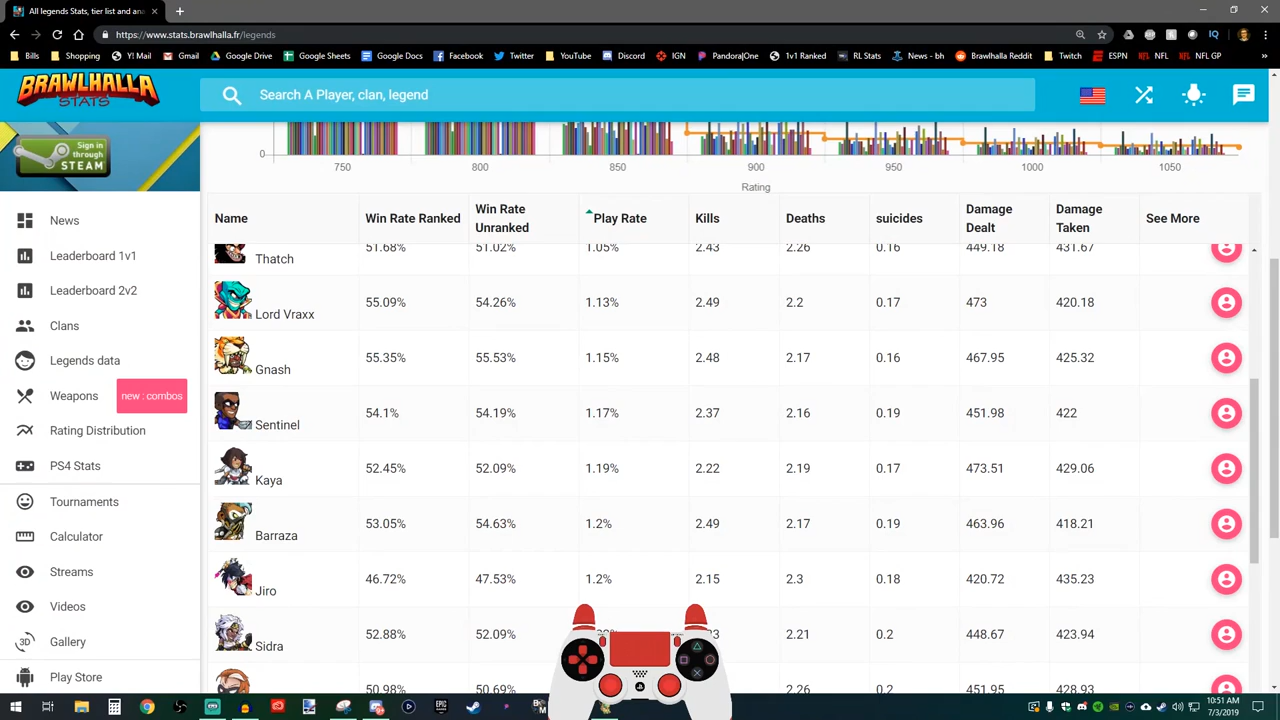 All legends Stats, tier list and ana
https://www.stats.brawlhalla.fr/legends
Bills Shopping Y! Mail Gmail Google Drive Google Sheets Google Docs Facebook Twitter YouTube Discord IGN PandoraOne 1v1 Ranked RL Stats News - bh Brawlhalla Reddit Twitch ESPN NFL NFL GP
BRAWLHALLA
STATS
Search A Player, clan, legend
Sign in
through
STEAM
0
750 800 850 900 950 1000 1050
Rating
News
Leaderboard 1v1
Leaderboard 2v2
Clans
Legends data
Weapons new : combos
Rating Distribution
PS4 Stats
Tournaments
Calculator
Streams
Videos
3D Gallery
Play Store
Name Win Rate Ranked Win Rate Unranked Play Rate Kills Deaths suicides Damage Dealt Damage Taken See More
Thatch 51.68% 51.02% 1.05% 2.43 2.26 0.16 449.18 431.67
Lord Vraxx 55.09% 54.26% 1.13% 2.49 2.2 0.17 473 420.18
Gnash 55.35% 55.53% 1.15% 2.48 2.17 0.16 467.95 425.32
Sentinel 54.1% 54.19% 1.17% 2.37 2.16 0.19 451.98 422
Kaya 52.45% 52.09% 1.19% 2.22 2.19 0.17 473.51 429.06
Barraza 53.05% 54.63% 1.2% 2.49 2.17 0.19 463.96 418.21
Jiro 46.72% 47.53% 1.2% 2.15 2.3 0.18 420.72 435.23
Sidra 52.88% 52.09% 2.21 0.2 448.67 423.94
50.98% 50.69% 2.26 0.2 451.95 428.93
10:51 AM
7/3/2019